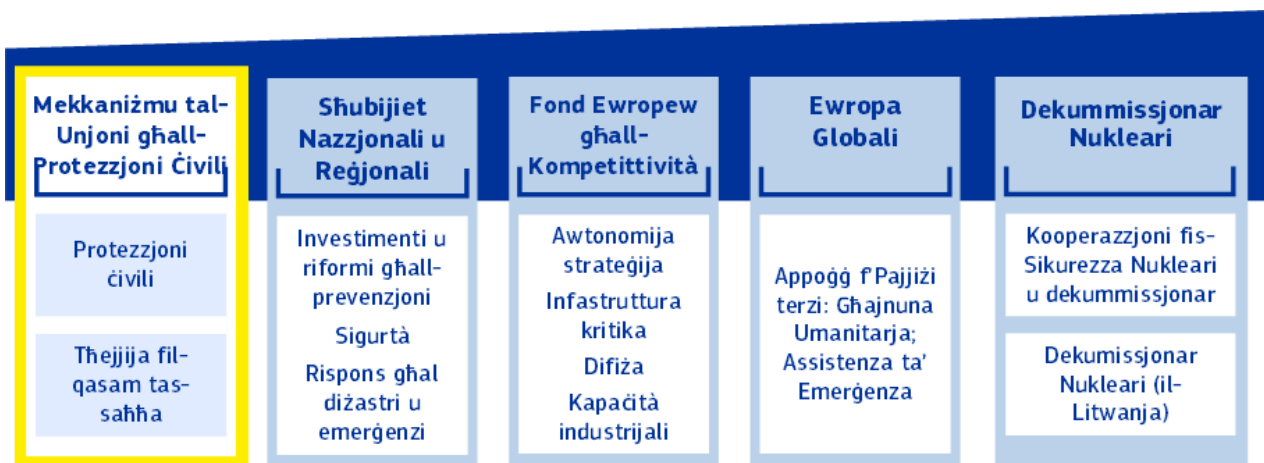 Mekkaniżmu tal-
Unjoni għall-
Protezzjoni Ċivili
Protezzjoni
ċivili
Tħejjija fil-
qasam tas-
saħħa
Sħubijiet
Nazzjonali u
Reġjonali
Investimenti u
riformi għall-
prevenzjoni
Sigurtà
Rispons għal
diżastri u
emerġenzi
Fond Ewropew
għall-
Kompetittività
Awtonomija
strateġija
Infastruttura
kritika
Difiża
Kapaċità
industrijali
Ewropa
Globali
Appoġġ f'Pajjiżi
terzi: Għajnuna
Umanitarja;
Assistenza ta'
Emerġenza
Dekummissjonar
Nukleari
Kooperazzjoni fis-
Sikurezza Nukleari
u dekummissjonar
Dekumissjonar
Nukleari (il-
Litwanja)